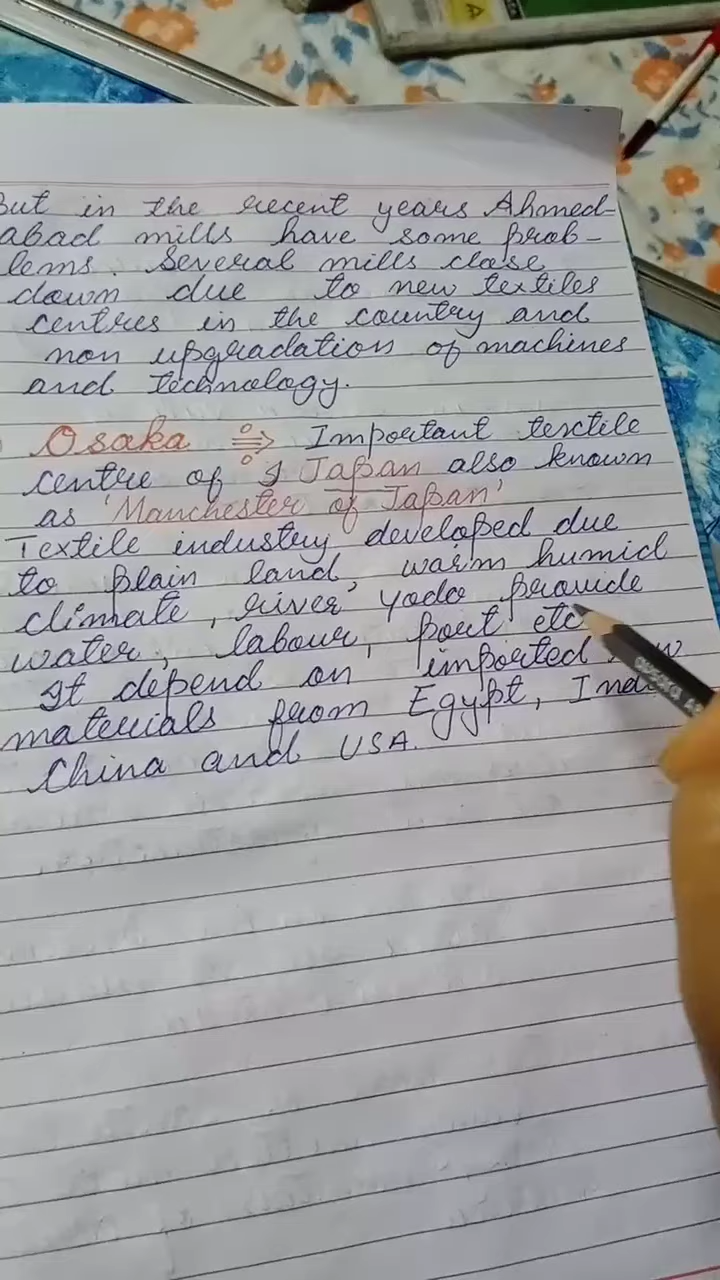 A
But in the recent years Ahmed-
abad mills have some prob-
lems. Several mills close
down due to new textiles
centres in the country and
non upgradation of machines
and technology.
Osaka ⇛ Important textile
centre of Japan also known
as 'Manchester of Japan'
Textile industry developed due
to plain land, warm humid
climate, river Yodo provide
water, labour, port etc
It depend on imported
materials from Egypt, Ind
China and USA.